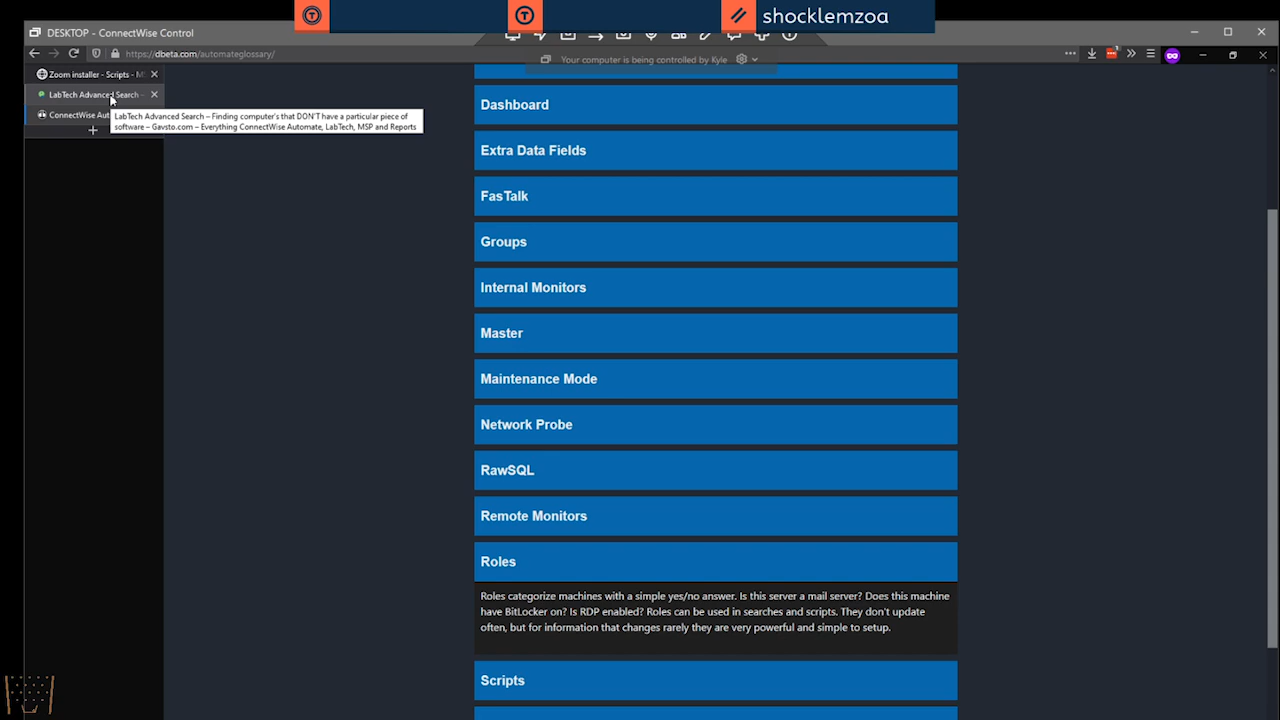 shocklemzoa
DESKTOP - ConnectWise Control
https://dbeta.com/automateglossary/
Your computer is being controlled by Kyle
Zoom installer - Scripts - M
LabTech Advanced Search -
ConnectWise Aut
LabTech Advanced Search – Finding computer's that DON'T have a particular piece of
software – Gavsto.com – Everything ConnectWise Automate, LabTech, MSP and Reports
Dashboard
Extra Data Fields
FasTalk
Groups
Internal Monitors
Master
Maintenance Mode
Network Probe
RawSQL
Remote Monitors
Roles
Roles categorize machines with a simple yes/no answer. Is this server a mail server? Does this machine
have BitLocker on? Is RDP enabled? Roles can be used in searches and scripts. They don't update
often, but for information that changes rarely they are very powerful and simple to setup.
Scripts